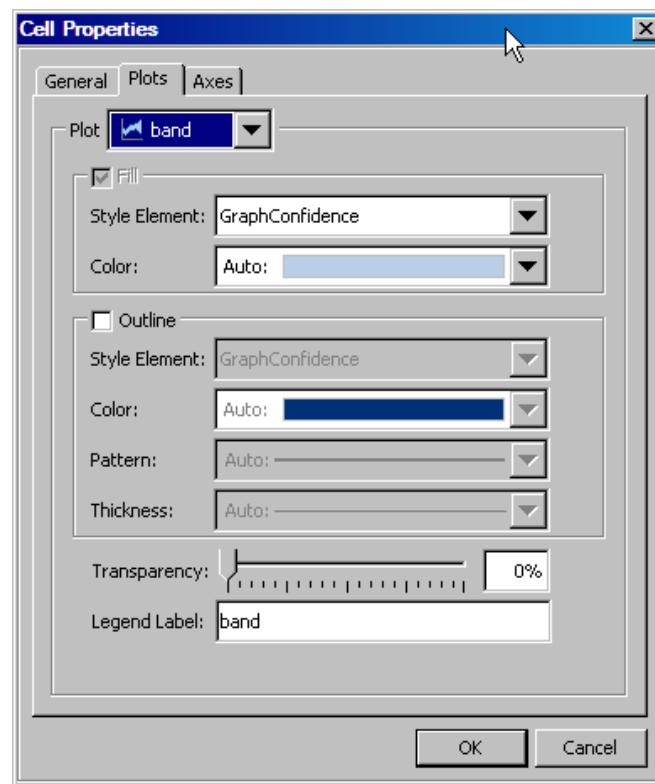 Cell Properties
General Plots Axes
Plot band
Fill
Style Element: GraphConfidence
Color: Auto:
Outline
Style Element: GraphConfidence
Color: Auto:
Pattern: Auto:
Thickness: Auto:
Transparency: 0%
Legend Label: band
OK Cancel